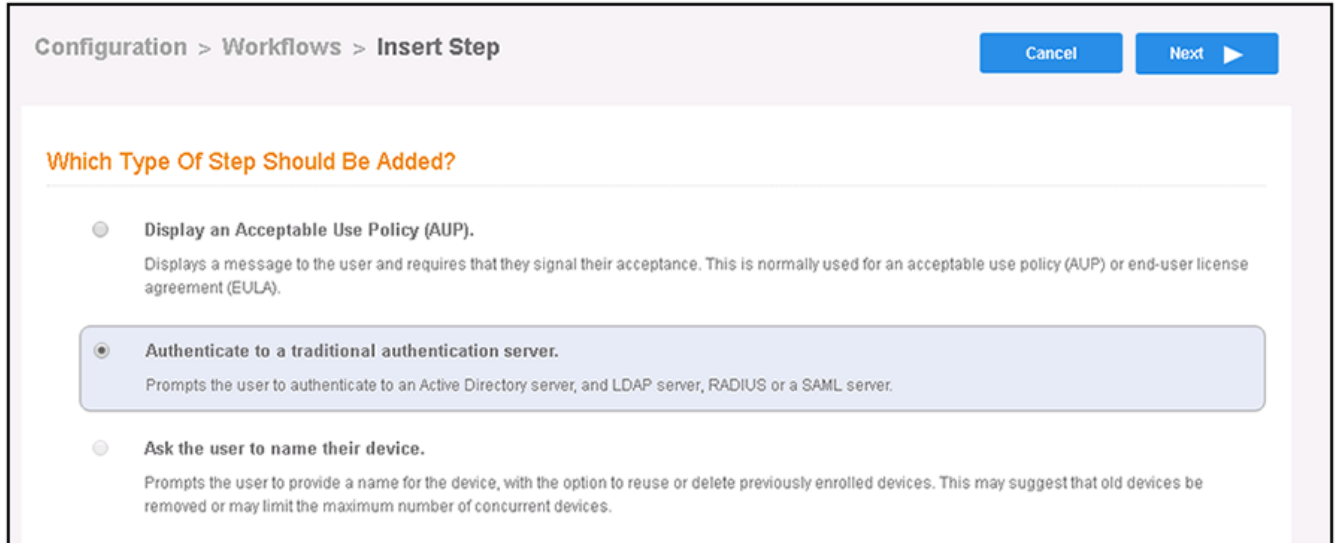 Configuration > Workflows > Insert Step
Cancel
Next
Which Type Of Step Should Be Added?
Display an Acceptable Use Policy (AUP).
Displays a message to the user and requires that they signal their acceptance. This is normally used for an acceptable use policy (AUP) or end-user license
agreement (EULA).
Authenticate to a traditional authentication server.
Prompts the user to authenticate to an Active Directory server, and LDAP server, RADIUS or a SAML server.
Ask the user to name their device.
Prompts the user to provide a name for the device, with the option to reuse or delete previously enrolled devices. This may suggest that old devices be
removed or may limit the maximum number of concurrent devices.